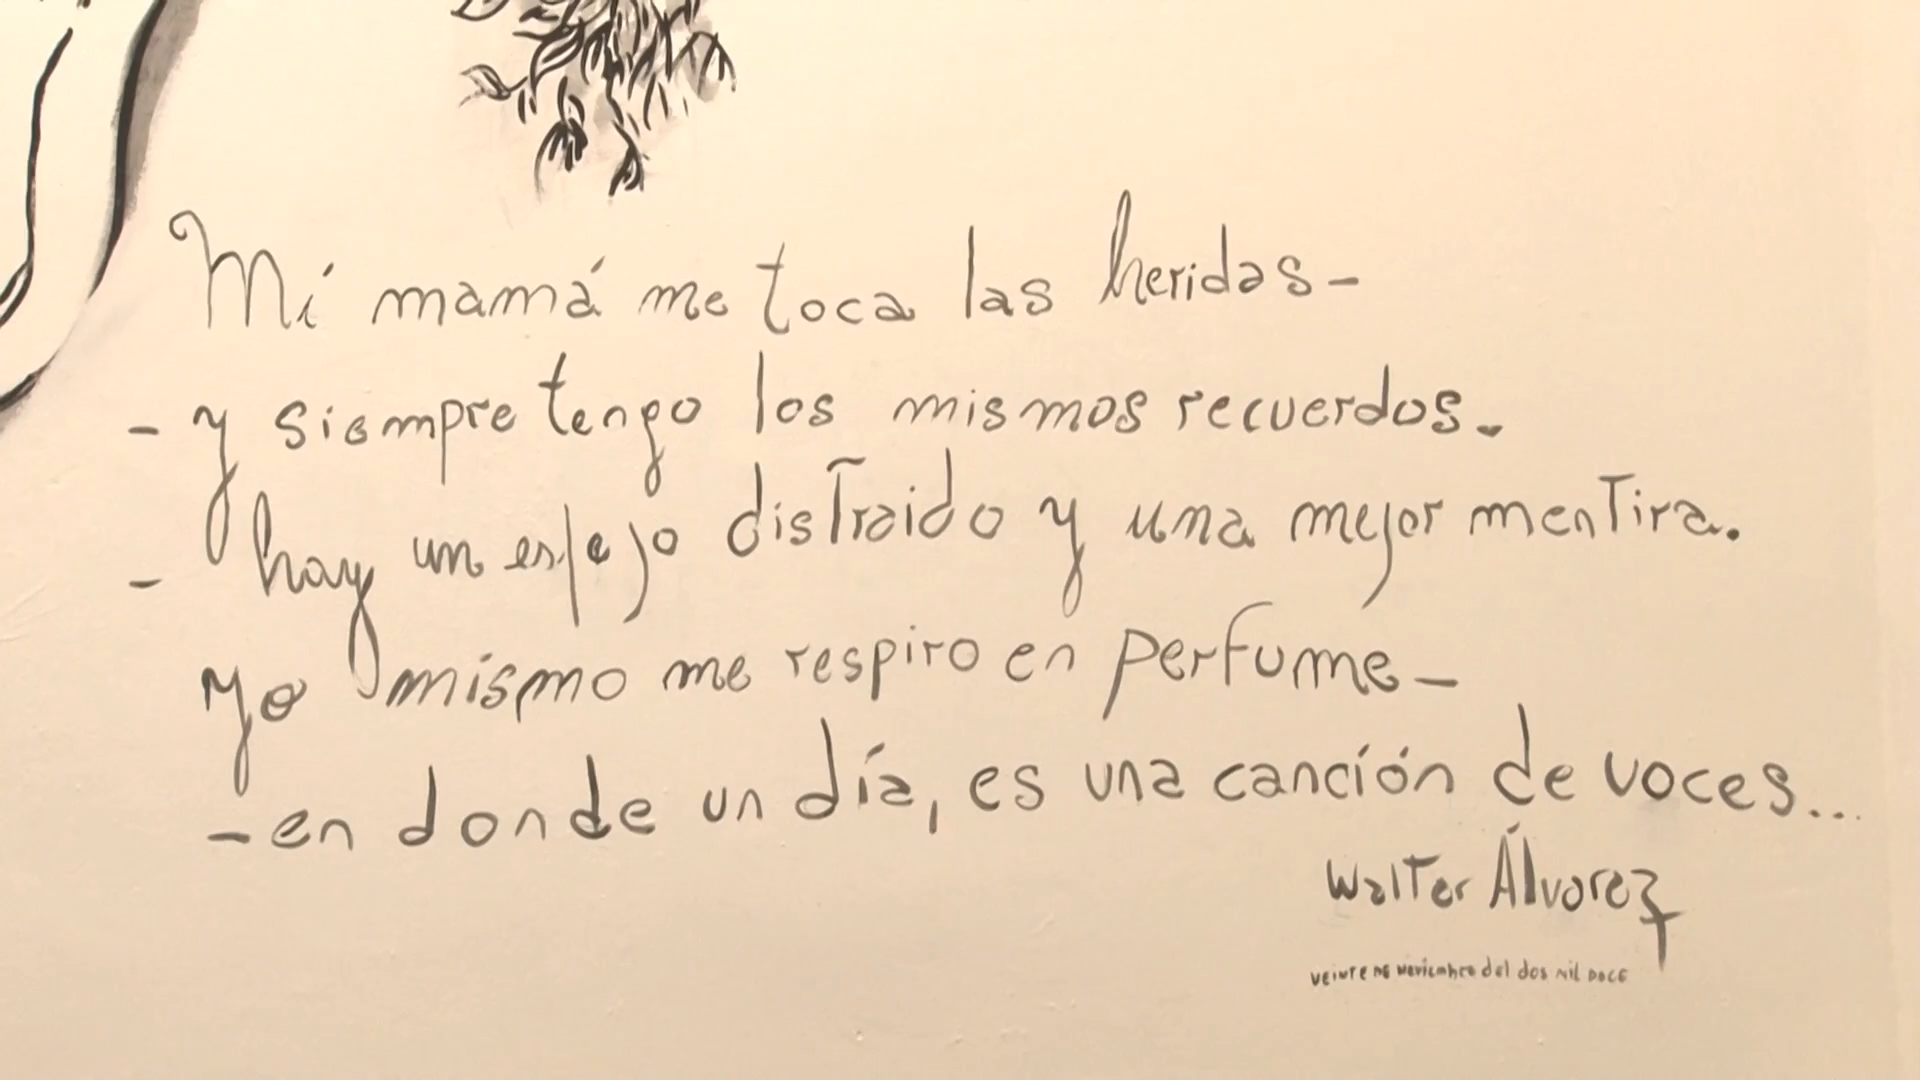 Mi mamá me toca las heridas-
- y siempre tengo los mismos recuerdos.
- hay un espejo distraido y una mejor mentira.
yo mismo me respiro en perfume-
- en donde un día, es una canción de voces...
Walter Álvarez
VEINTE DE Noviembre del dos Mil DOCE